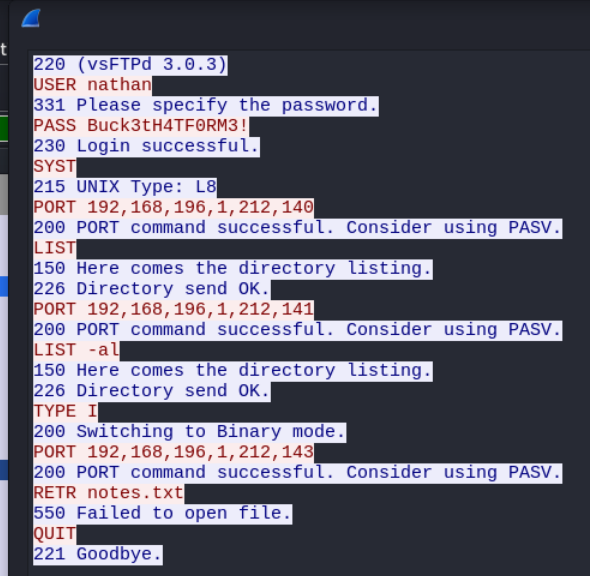 t
220 (vsFTPd 3.0.3)
USER nathan
331 Please specify the password.
PASS Buck3tH4TF0RM3!
230 Login successful.
SYST
215 UNIX Type: L8
PORT 192,168,196,1,212,140
200 PORT command successful. Consider using PASV.
LIST
150 Here comes the directory listing.
226 Directory send OK.
PORT 192,168,196,1,212,141
200 PORT command successful. Consider using PASV.
LIST -al
150 Here comes the directory listing.
226 Directory send OK.
TYPE I
200 Switching to Binary mode.
PORT 192,168,196,1,212,143
200 PORT command successful. Consider using PASV.
RETR notes.txt
550 Failed to open file.
QUIT
221 Goodbye.